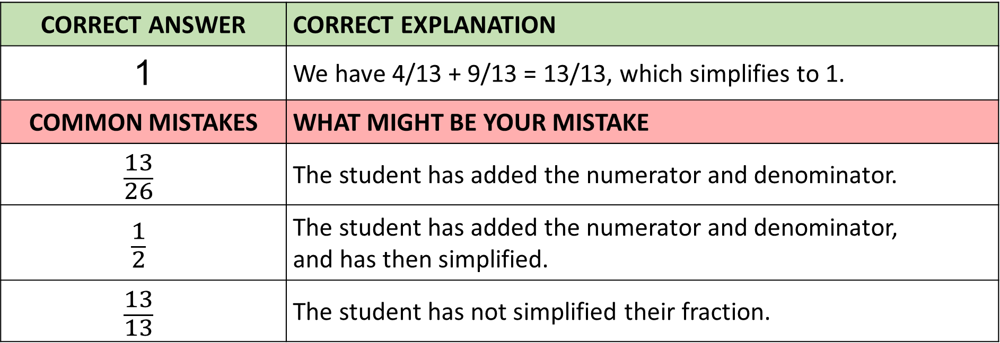 CORRECT ANSWER CORRECT EXPLANATION
1 We have 4/13 + 9/13 = 13/13, which simplifies to 1.
COMMON MISTAKES WHAT MIGHT BE YOUR MISTAKE
13/26 The student has added the numerator and denominator.
1/2 The student has added the numerator and denominator,
and has then simplified.
13/13 The student has not simplified their fraction.